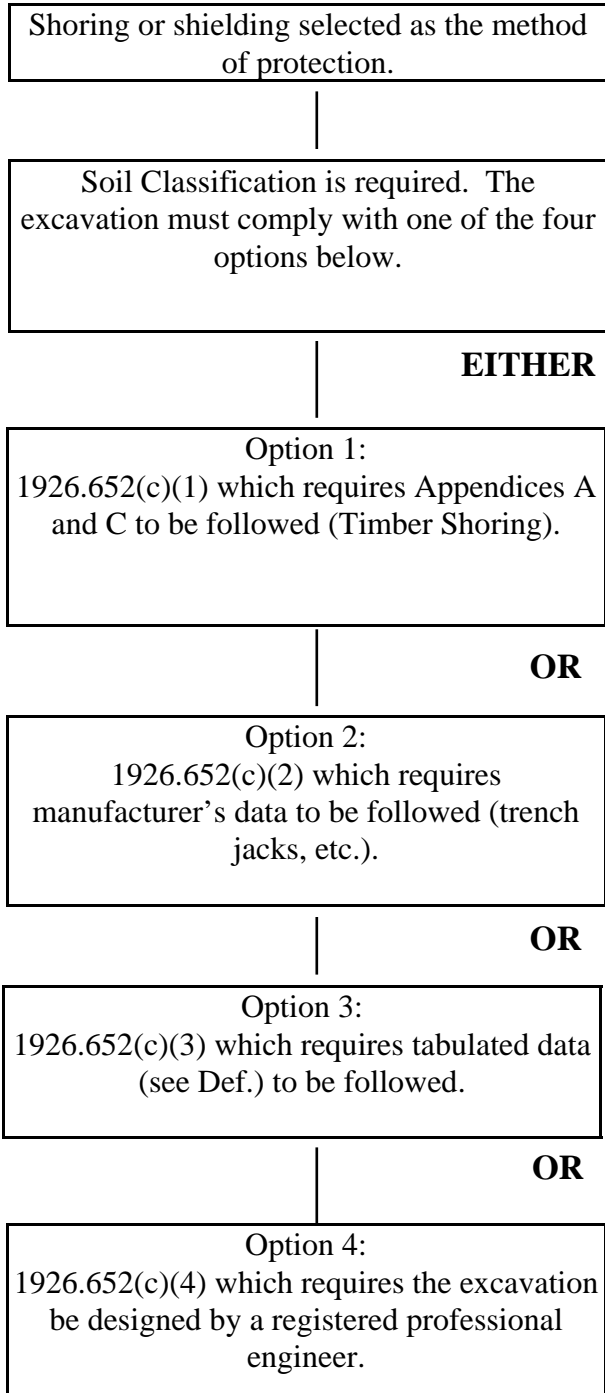 Shoring or shielding selected as the method
of protection.
Soil Classification is required.  The
excavation must comply with one of the four
options below.
EITHER
Option 1:
1926.652(c)(1) which requires Appendices A
and C to be followed (Timber Shoring).
OR
Option 2:
1926.652(c)(2) which requires
manufacturer’s data to be followed (trench
jacks, etc.).
OR
Option 3:
1926.652(c)(3) which requires tabulated data
(see Def.) to be followed.
OR
Option 4:
1926.652(c)(4) which requires the excavation
be designed by a registered professional
engineer.